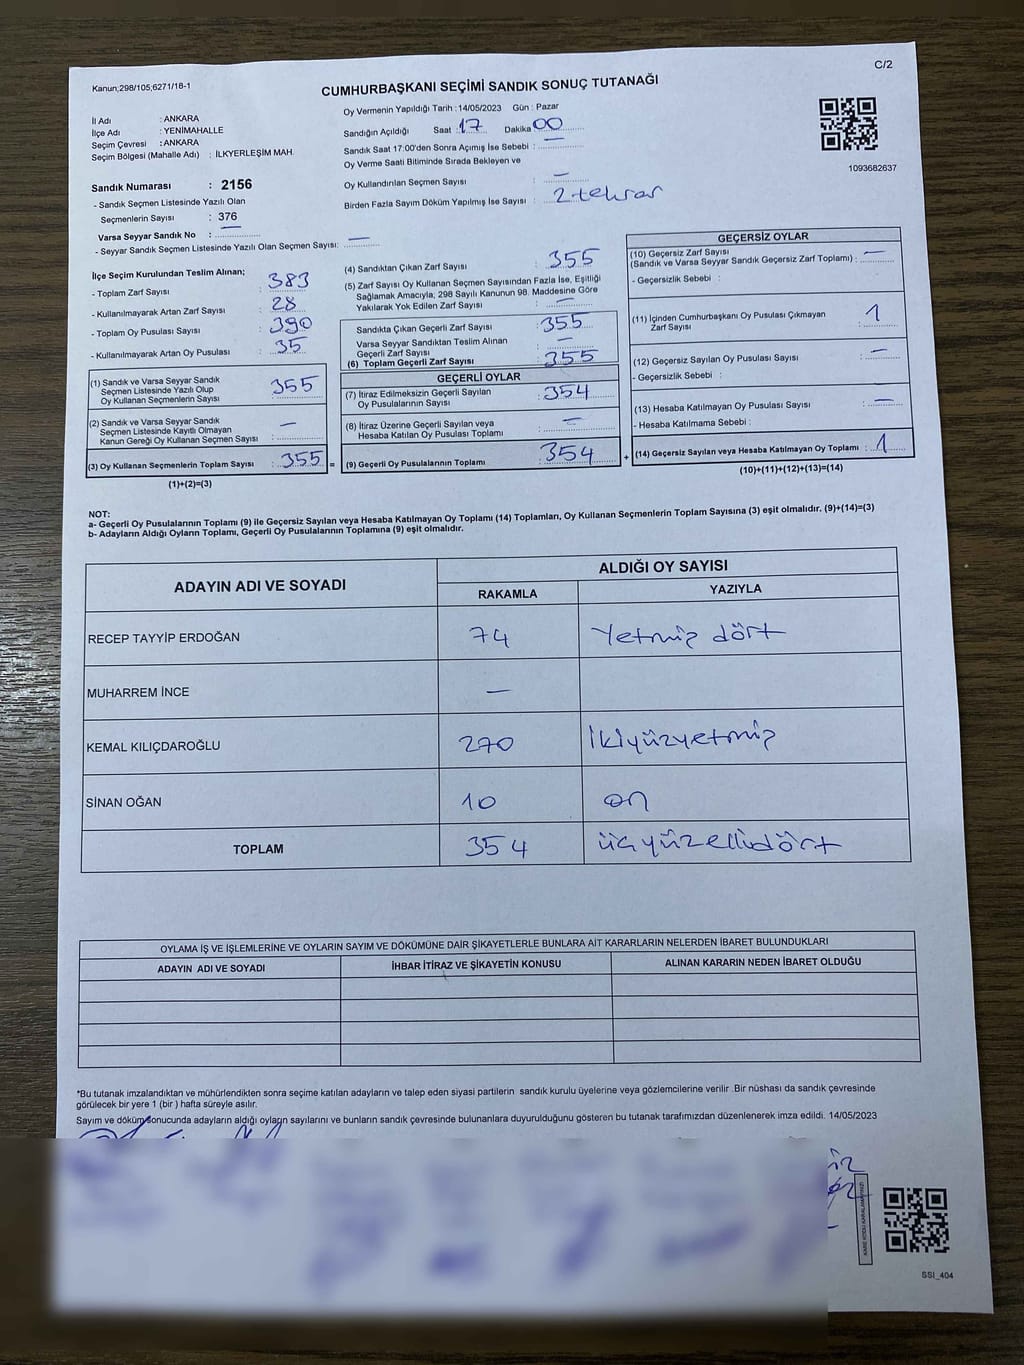 C/2
Kanun;298/105;6271/18-1
CUMHURBAŞKANI SEÇİMİ SANDIK SONUÇ TUTANAĞI
İl Adı : ANKARA
İlçe Adı : YENİMAHALLE
Seçim Çevresi : ANKARA
Seçim Bölgesi (Mahalle Adı) : İLKYERLEŞİM MAH.
Sandık Numarası : 2156
- Sandık Seçmen Listesinde Yazılı Olan
Seçmenlerin Sayısı : 376
Varsa Seyyar Sandık No : —
- Seyyar Sandık Seçmen Listesinde Yazılı Olan Seçmen Sayısı: —
Oy Vermenin Yapıldığı Tarih : 14/05/2023 Gün : Pazar
Sandığın Açıldığı Saat 17 Dakika 00
Sandık Saat 17:00'den Sonra Açımış İse Sebebi : —
Oy Verme Saati Bitiminde Sırada Bekleyen ve
Oy Kullandırılan Seçmen Sayısı : —
Birden Fazla Sayım Döküm Yapılmış İse Sayısı : 2 tekrar
1093682637
İlçe Seçim Kurulundan Teslim Alınan;
- Toplam Zarf Sayısı : 383
- Kullanılmayarak Artan Zarf Sayısı : 28
- Toplam Oy Pusulası Sayısı : 390
- Kullanılmayarak Artan Oy Pusulası : 35
(1) Sandık ve Varsa Seyyar Sandık
Seçmen Listesinde Yazılı Olup
Oy Kullanan Seçmenlerin Sayısı : 355
(2) Sandık ve Varsa Seyyar Sandık
Seçmen Listesinde Kayıtlı Olmayan
Kanun Gereği Oy Kullanan Seçmen Sayısı : —
(3) Oy Kullanan Seçmenlerin Toplam Sayısı : 355 =
(1)+(2)=(3)
(4) Sandıktan Çıkan Zarf Sayısı : 355
(5) Zarf Sayısı Oy Kullanan Seçmen Sayısından Fazla İse, Eşitliği
Sağlamak Amacıyla, 298 Sayılı Kanunun 98. Maddesine Göre
Yakılarak Yok Edilen Zarf Sayısı : —
Sandıkta Çıkan Geçerli Zarf Sayısı : 355
Varsa Seyyar Sandıktan Teslim Alınan
Geçerli Zarf Sayısı : —
(6) Toplam Geçerli Zarf Sayısı : 355
GEÇERLİ OYLAR
(7) İtiraz Edilmeksizin Geçerli Sayılan
Oy Pusulalarının Sayısı : 354
(8) İtiraz Üzerine Geçerli Sayılan veya
Hesaba Katılan Oy Pusulası Toplamı : —
(9) Geçerli Oy Pusulalarının Toplamı : 354 +
GEÇERSİZ OYLAR
(10) Geçersiz Zarf Sayısı
(Sandık ve Varsa Seyyar Sandık Geçersiz Zarf Toplamı) : —
- Geçersizlik Sebebi :
(11) İçinden Cumhurbaşkanı Oy Pusulası Çıkmayan
Zarf Sayısı : 1
(12) Geçersiz Sayılan Oy Pusulası Sayısı : —
- Geçersizlik Sebebi :
(13) Hesaba Katılmayan Oy Pusulası Sayısı : —
- Hesaba Katılmama Sebebi :
(14) Geçersiz Sayılan veya Hesaba Katılmayan Oy Toplamı : 1
(10)+(11)+(12)+(13)=(14)
NOT:
a- Geçerli Oy Pusulalarının Toplamı (9) ile Geçersiz Sayılan veya Hesaba Katılmayan Oy Toplamı (14) Toplamları, Oy Kullanan Seçmenlerin Toplam Sayısına (3) eşit olmalıdır. (9)+(14)=(3)
b- Adayların Aldığı Oyların Toplamı, Geçerli Oy Pusulalarının Toplamına (9) eşit olmalıdır.
ADAYIN ADI VE SOYADI ALDIĞI OY SAYISI
RAKAMLA YAZIYLA
RECEP TAYYİP ERDOĞAN 74 Yetmiş dört
MUHARREM İNCE —
KEMAL KILIÇDAROĞLU 270 ikiyüzyetmiş
SİNAN OĞAN 10 on
TOPLAM 354 üçyüzellidört
OYLAMA İŞ VE İŞLEMLERİNE VE OYLARIN SAYIM VE DÖKÜMÜNE DAİR ŞİKAYETLERLE BUNLARA AİT KARARLARIN NELERDEN İBARET BULUNDUKLARI
ADAYIN ADI VE SOYADI İHBAR İTİRAZ VE ŞİKAYETİN KONUSU ALINAN KARARIN NEDEN İBARET OLDUĞU
*Bu tutanak imzalandıktan ve mühürlendikten sonra seçime katılan adayların ve talep eden siyasi partilerin sandık kurulu üyelerine veya gözlemcilerine verilir .Bir nüshası da sandık çevresinde
görülecek bir yere 1 (bir ) hafta süreyle asılır.
Sayım ve döküm sonucunda adayların aldığı oyların sayılarını ve bunların sandık çevresinde bulunanlara duyurulduğunu gösteren bu tutanak tarafımızdan düzenlenerek imza edildi. 14/05/2023
KARE KODU KARALAMAYINIZ!
SSI_404